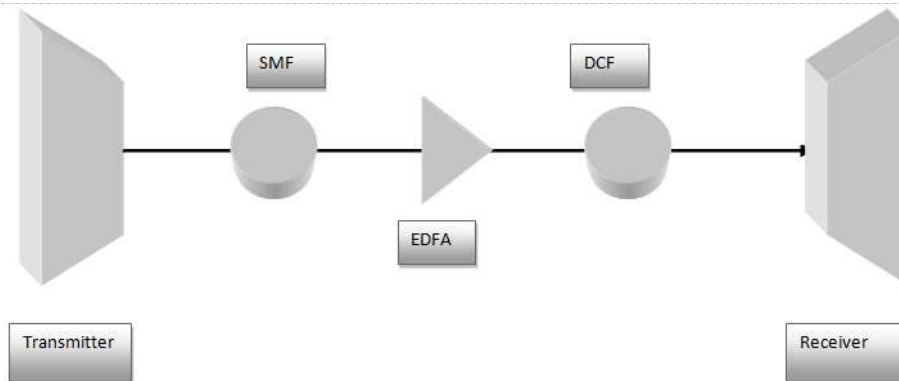 SMF
DCF
EDFA
Transmitter
Receiver